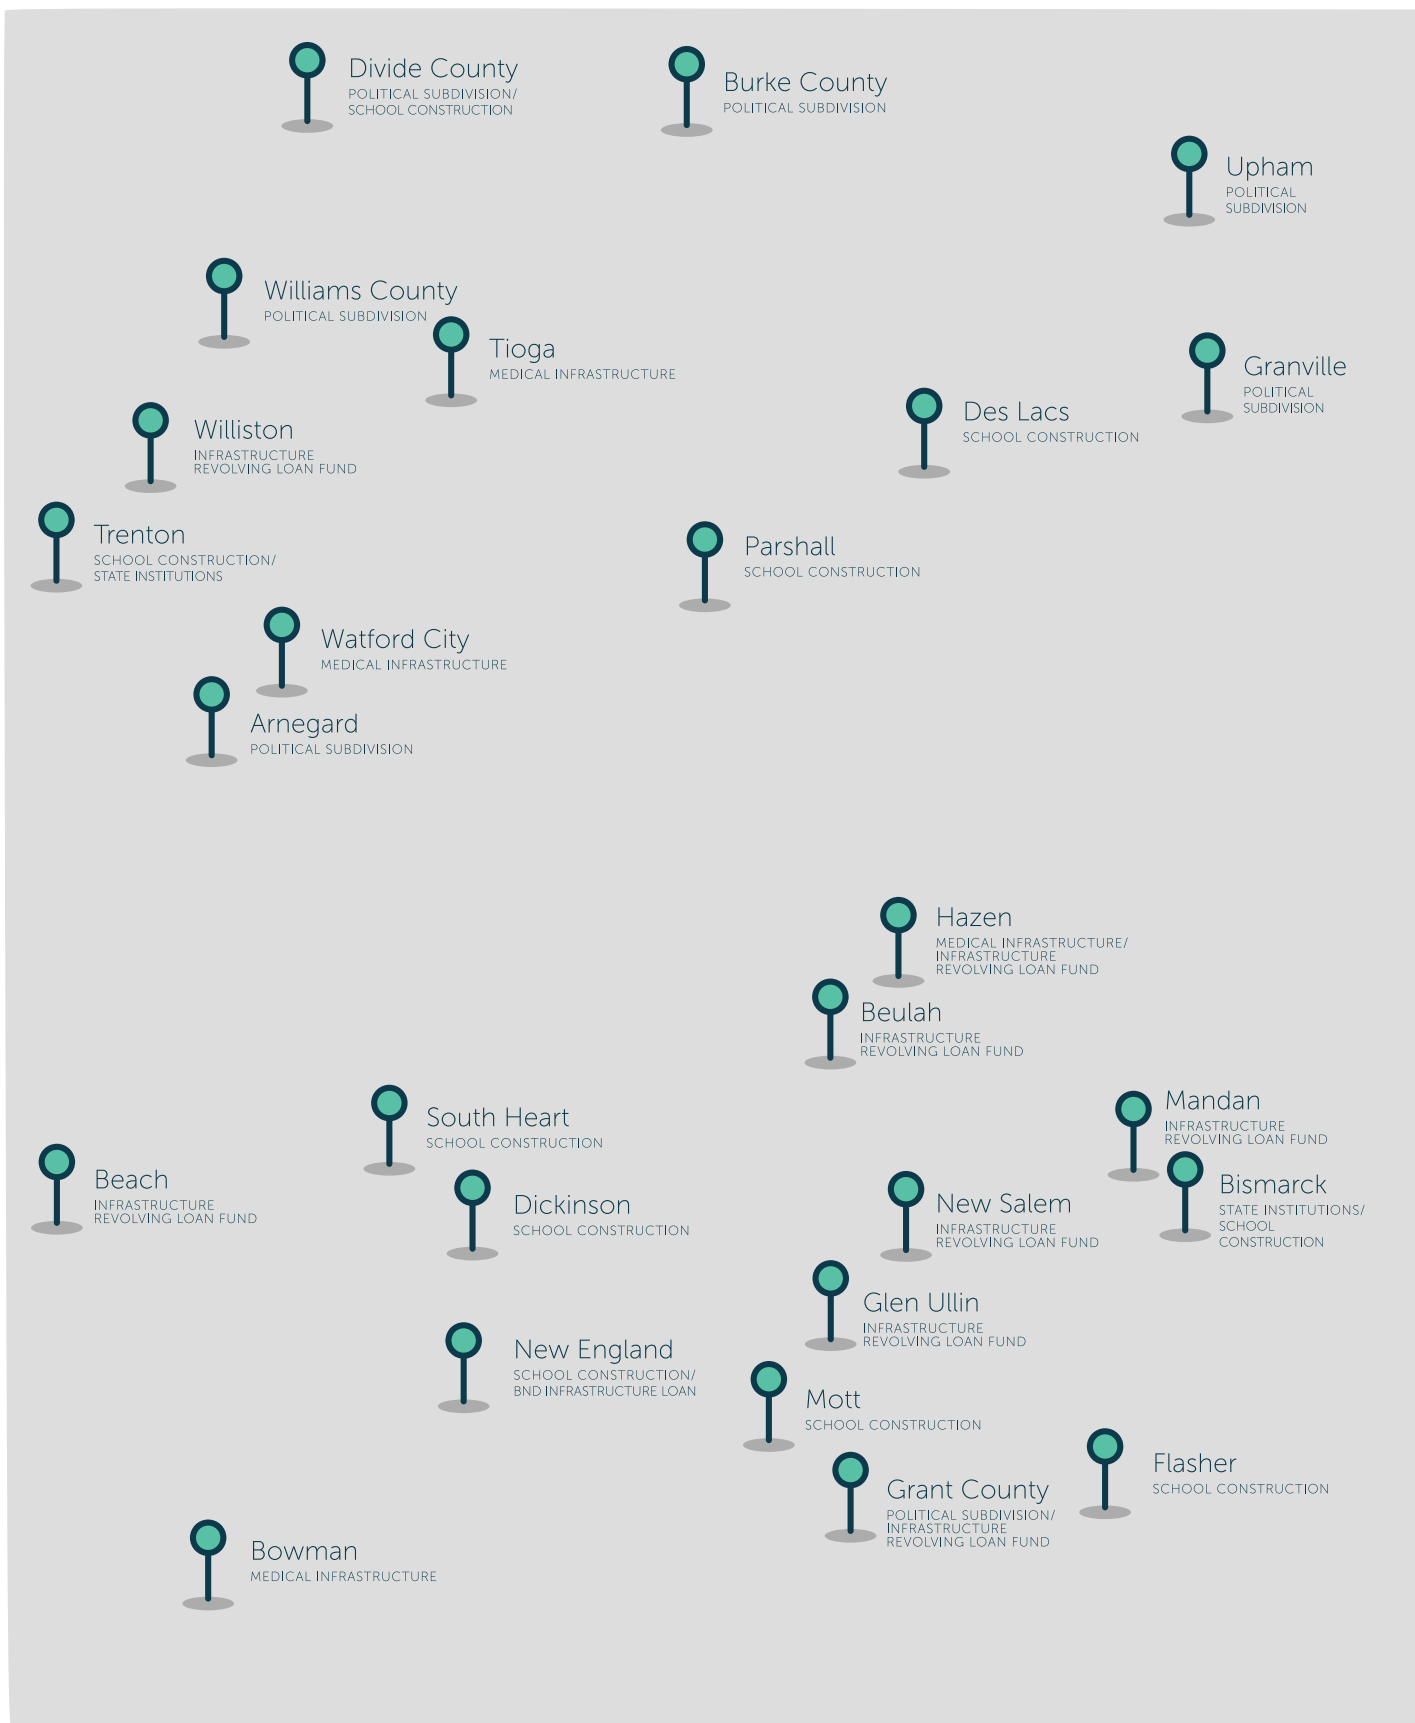 Divide County
POLITICAL SUBDIVISION/
SCHOOL CONSTRUCTION
Burke County
POLITICAL SUBDIVISION
Upham
POLITICAL
SUBDIVISION
Williams County
POLITICAL SUBDIVISION
Tioga
MEDICAL INFRASTRUCTURE
Granville
POLITICAL
SUBDIVISION
Des Lacs
SCHOOL CONSTRUCTION
Williston
INFRASTRUCTURE
REVOLVING LOAN FUND
Trenton
SCHOOL CONSTRUCTION/
STATE INSTITUTIONS
Parshall
SCHOOL CONSTRUCTION
Watford City
MEDICAL INFRASTRUCTURE
Arnegard
POLITICAL SUBDIVISION
Hazen
MEDICAL INFRASTRUCTURE/
INFRASTRUCTURE
REVOLVING LOAN FUND
Beulah
INFRASTRUCTURE
REVOLVING LOAN FUND
South Heart
SCHOOL CONSTRUCTION
Mandan
INFRASTRUCTURE
REVOLVING LOAN FUND
Beach
INFRASTRUCTURE
REVOLVING LOAN FUND
Dickinson
SCHOOL CONSTRUCTION
New Salem
INFRASTRUCTURE
REVOLVING LOAN FUND
Bismarck
STATE INSTITUTIONS/
SCHOOL
CONSTRUCTION
Glen Ullin
INFRASTRUCTURE
REVOLVING LOAN FUND
New England
SCHOOL CONSTRUCTION/
BND INFRASTRUCTURE LOAN
Mott
SCHOOL CONSTRUCTION
Flasher
SCHOOL CONSTRUCTION
Grant County
POLITICAL SUBDIVISION/
INFRASTRUCTURE
REVOLVING LOAN FUND
Bowman
MEDICAL INFRASTRUCTURE